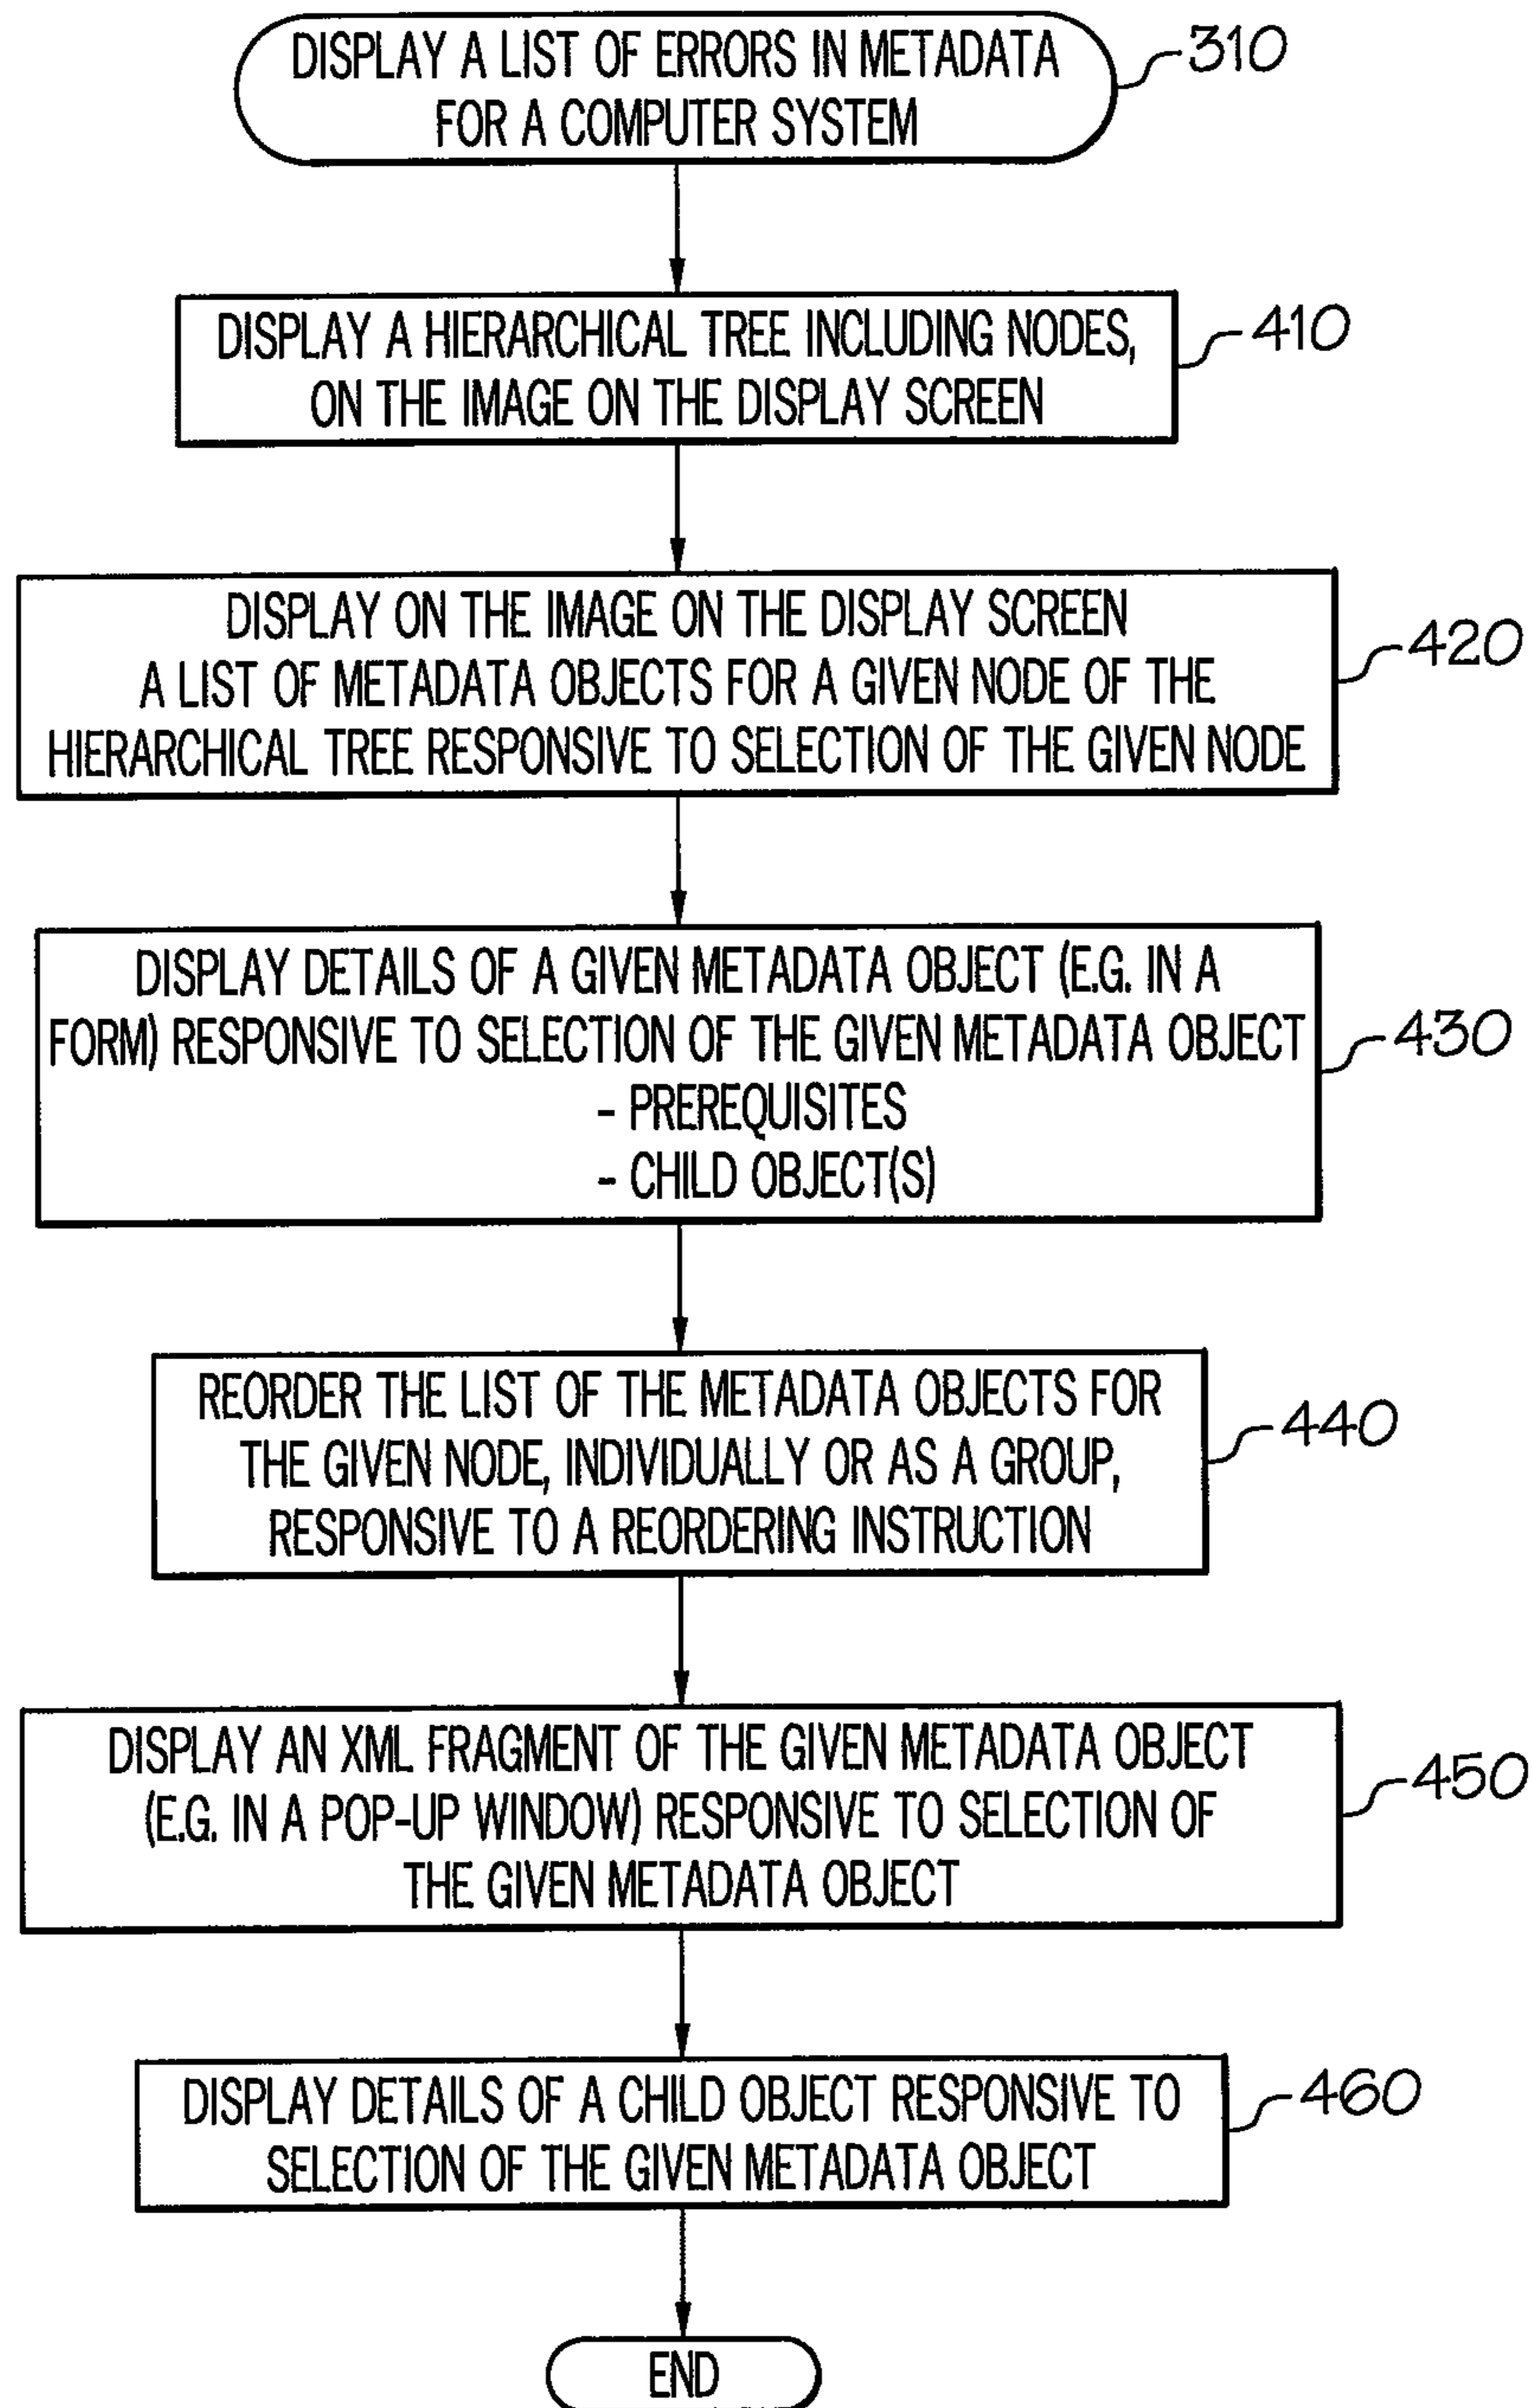 DISPLAY A LIST OF ERRORS IN METADATA
FOR A COMPUTER SYSTEM
310
DISPLAY A HIERARCHICAL TREE INCLUDING NODES,
ON THE IMAGE ON THE DISPLAY SCREEN
410
DISPLAY ON THE IMAGE ON THE DISPLAY SCREEN
A LIST OF METADATA OBJECTS FOR A GIVEN NODE OF THE
HIERARCHICAL TREE RESPONSIVE TO SELECTION OF THE GIVEN NODE
420
DISPLAY DETAILS OF A GIVEN METADATA OBJECT (E.G. IN A
FORM) RESPONSIVE TO SELECTION OF THE GIVEN METADATA OBJECT
- PREREQUISITES
- CHILD OBJECT(S)
430
REORDER THE LIST OF THE METADATA OBJECTS FOR
THE GIVEN NODE, INDIVIDUALLY OR AS A GROUP,
RESPONSIVE TO A REORDERING INSTRUCTION
440
DISPLAY AN XML FRAGMENT OF THE GIVEN METADATA OBJECT
(E.G. IN A POP-UP WINDOW) RESPONSIVE TO SELECTION OF
THE GIVEN METADATA OBJECT
450
DISPLAY DETAILS OF A CHILD OBJECT RESPONSIVE TO
SELECTION OF THE GIVEN METADATA OBJECT
460
END